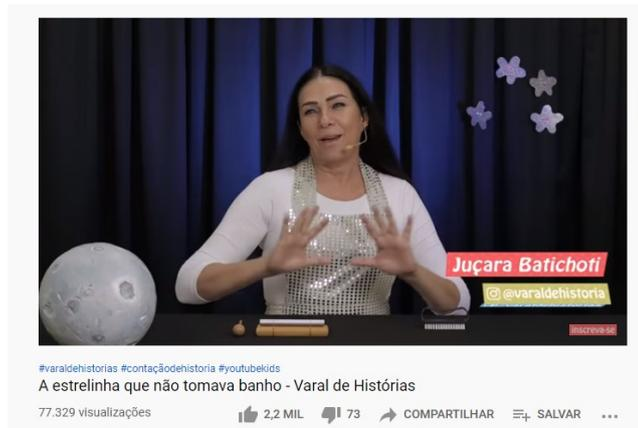 Juçara Batichoti
@varaldehistoria
inscreva-se
#varaldehistorias #contaçãodehistoria #youtubekids
A estrelinha que não tomava banho - Varal de Histórias
77.329 visualizações 2,2 MIL 73 COMPARTILHAR SALVAR